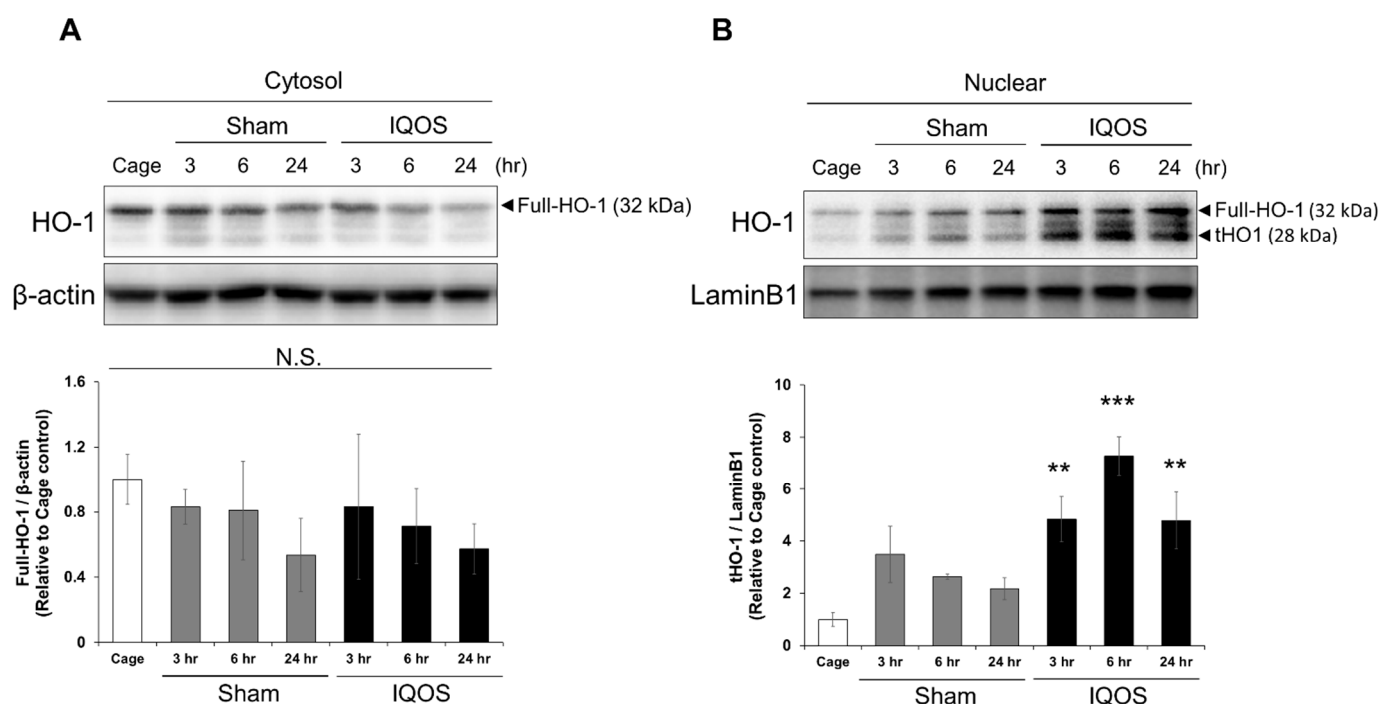 A
Cytosol
Sham IQOS
Cage 3 6 24 3 6 24 (hr)
HO-1
Full-HO-1 (32 kDa)
β-actin
N.S.
Full-HO-1 / β-actin
(Relative to Cage control)
1.6
1.2
0.8
0.4
0
Cage 3 hr 6 hr 24 hr 3 hr 6 hr 24 hr
Sham IQOS
B
Nuclear
Sham IQOS
Cage 3 6 24 3 6 24 (hr)
HO-1
Full-HO-1 (32 kDa)
tHO1 (28 kDa)
LaminB1
tHO-1 / LaminB1
(Relative to Cage control)
10
8
6
4
2
0
** *** **
Cage 3 hr 6 hr 24 hr 3 hr 6 hr 24 hr
Sham IQOS